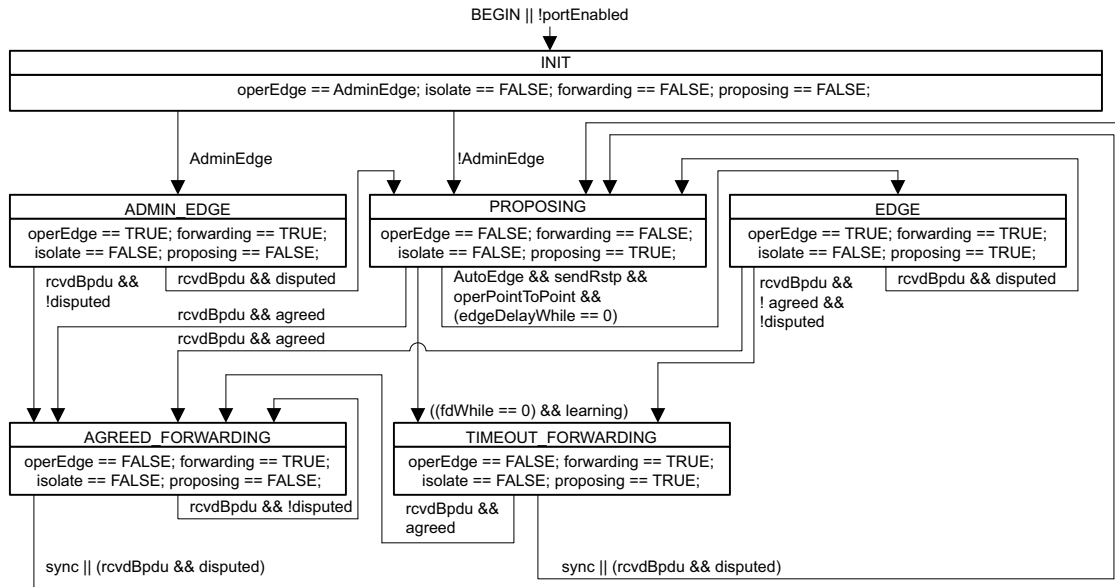 BEGIN || !portEnabled
INIT
operEdge == AdminEdge; isolate == FALSE; forwarding == FALSE; proposing == FALSE;
AdminEdge
!AdminEdge
ADMIN_EDGE
operEdge == TRUE; forwarding == TRUE;
isolate == FALSE; proposing == FALSE;
PROPOSING
operEdge == FALSE; forwarding == FALSE;
isolate == FALSE; proposing == TRUE;
EDGE
operEdge == TRUE; forwarding == TRUE;
isolate == FALSE; proposing == TRUE;
rcvdBpdu &&
!disputed
rcvdBpdu && disputed
AutoEdge && sendRstp &&
operPointToPoint &&
(edgeDelayWhile == 0)
rcvdBpdu &&
! agreed &&
!disputed
rcvdBpdu && disputed
rcvdBpdu && agreed
rcvdBpdu && agreed
((fdWhile == 0) && learning)
AGREED_FORWARDING
operEdge == FALSE; forwarding == TRUE;
isolate == FALSE; proposing == FALSE;
TIMEOUT_FORWARDING
operEdge == FALSE; forwarding == TRUE;
isolate == FALSE; proposing == TRUE;
rcvdBpdu && !disputed
rcvdBpdu &&
agreed
sync || (rcvdBpdu && disputed)
sync || (rcvdBpdu && disputed)